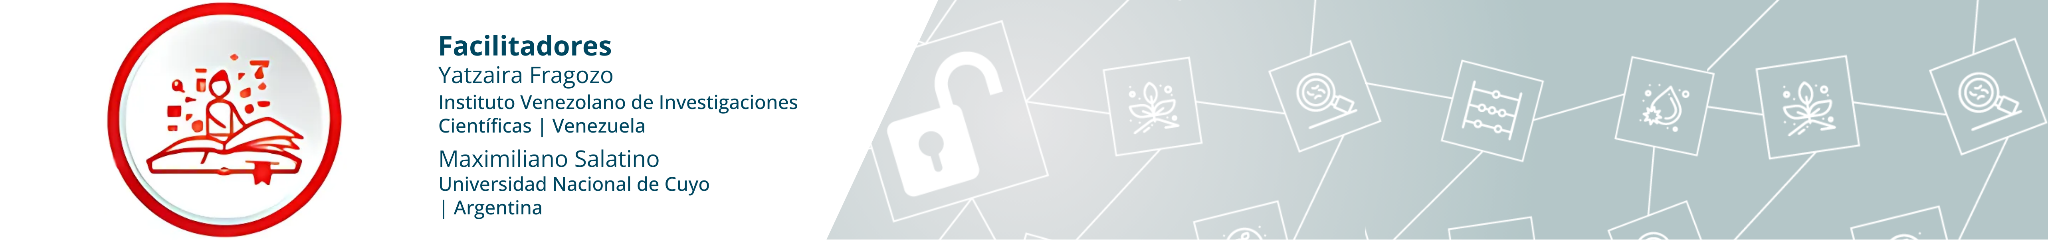 Facilitadores
Yatzaira Fragozo
Instituto Venezolano de Investigaciones
Científicas | Venezuela
Maximiliano Salatino
Universidad Nacional de Cuyo
| Argentina